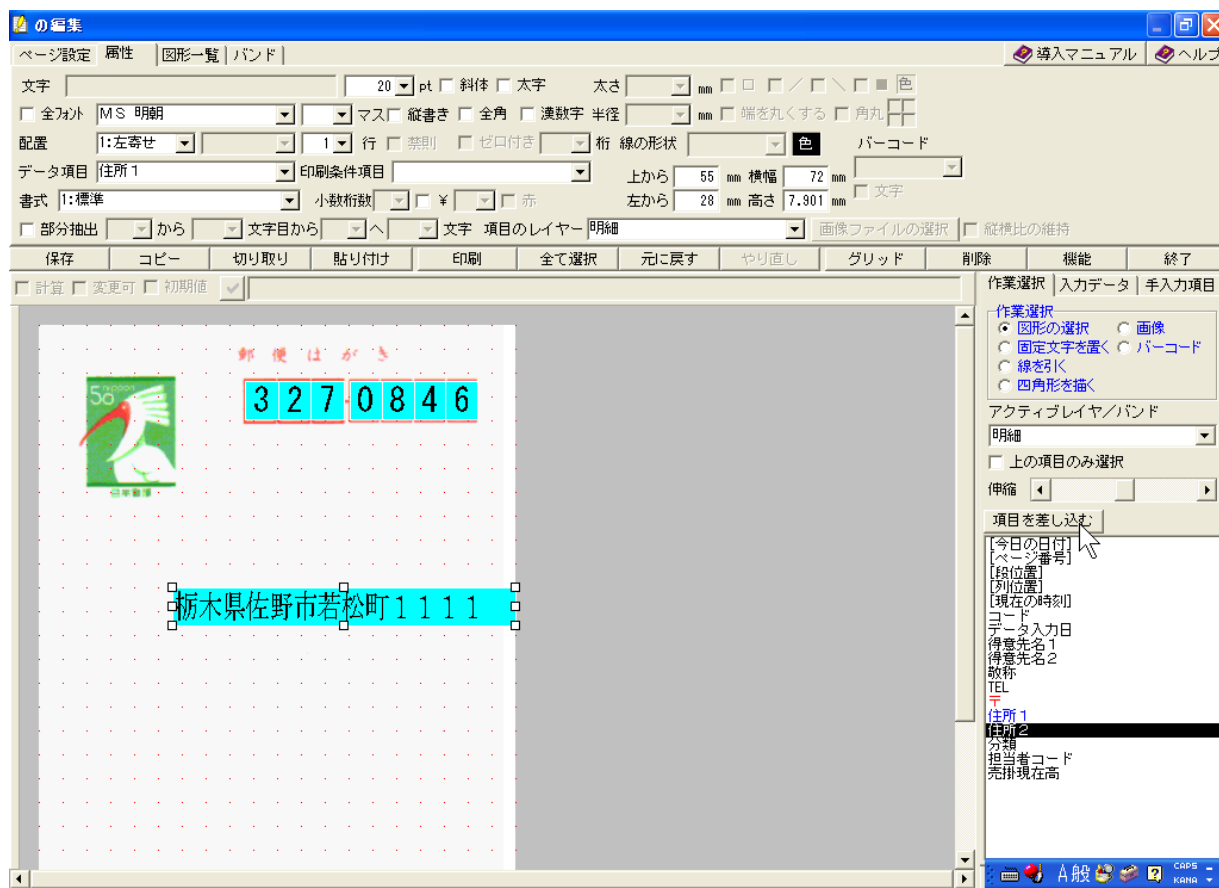 の編集
ページ設定 属性 図形一覧 バンド 導入マニュアル ヘルプ
文字 20 pt 斜体 太字 太さ mm □ ／ ＼ ■ 色
全フォント ＭＳ 明朝 マス 縦書き 全角 漢数字 半径 mm 端を丸くする 角丸
配置 1:左寄せ 1 行 禁則 ゼロ付き 桁 線の形状 色 バーコード
データ項目 住所１ 印刷条件項目 上から 55 mm 横幅 72 mm
書式 1:標準 小数桁数 ￥ 赤 左から 28 mm 高さ 7.901 mm 文字
部分抽出 から 文字目から へ 文字 項目のレイヤー 明細 画像ファイルの選択 縦横比の維持
保存 コピー 切り取り 貼り付け 印刷 全て選択 元に戻す やり直し グリッド 削除 機能 終了
計算 変更可 初期値
作業選択 入力データ 手入力項目
作業選択
図形の選択 画像
固定文字を置く バーコード
線を引く
四角形を描く
アクティブレイヤ／バンド
明細
上の項目のみ選択
伸縮
項目を差し込む
[今日の日付]
[ページ番号]
[段位置]
[列位置]
[現在の時刻]
コード
データ入力日
得意先名１
得意先名２
敬称
TEL
〒
住所１
住所２
分類
担当者コード
売掛現在高
郵便はがき
50 NIPPON
日本郵便
327 0846
栃木県佐野市若松町１１１１
A 般 CAPS
KANA